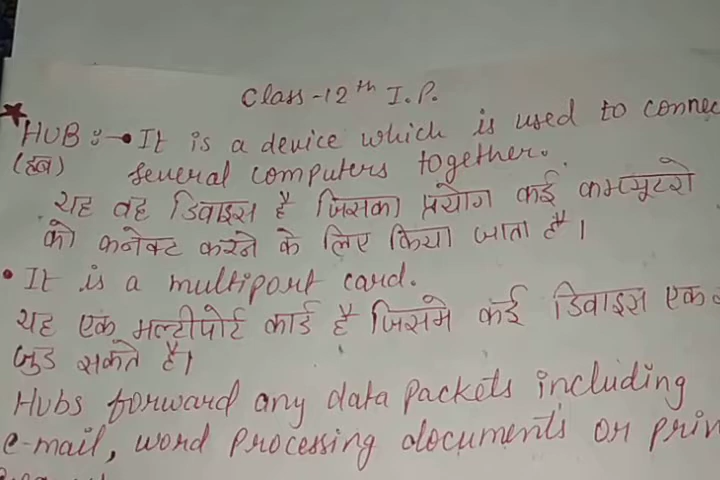 Class-12th I.P.
HUB :- It is a device which is used to connec
(हब) several computers together.
यह वह डिवाइस है जिसका प्रयोग कई कम्प्यूटरो
को कनेक्ट करने के लिए किया जाता है।
• It is a multiport card.
यह एक मल्टीपोर्ट कार्ड है जिसमे कई डिवाइस एक
जुड सकते है।
Hubs forward any data packets including
e-mail, word processing documents or prin